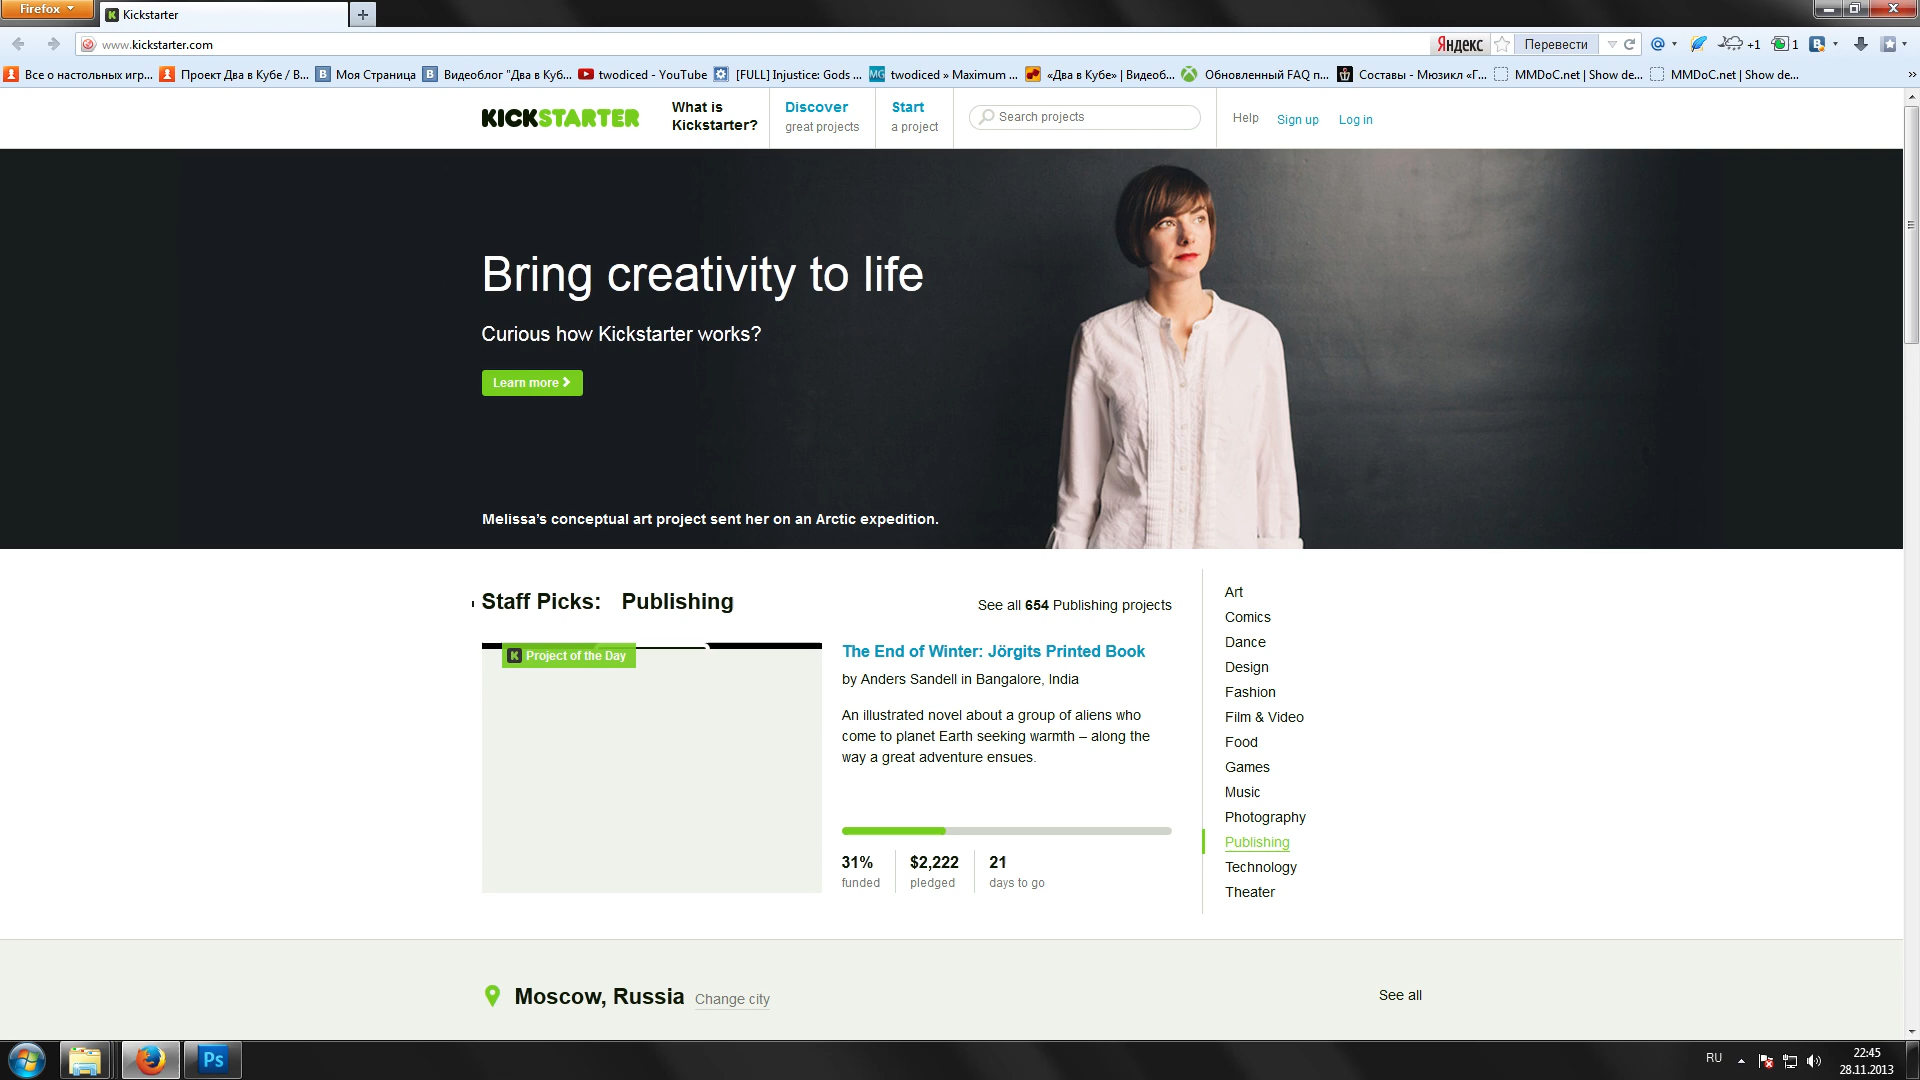 Firefox
Kickstarter
www.kickstarter.com
Яндекс
Перевести
+1
1
Все о настольных игр...
Проект Два в Кубе / В...
Моя Страница
Видеоблог "Два в Куб...
twodiced - YouTube
[FULL] Injustice: Gods ...
twodiced » Maximum ...
«Два в Кубе» | Видеоб...
Обновленный FAQ п...
Составы - Мюзикл «Г...
MMDoC.net | Show de...
MMDoC.net | Show de...
KICKSTARTER
What is
Kickstarter?
Discover
great projects
Start
a project
Search projects
Help
Sign up
Log in
Bring creativity to life
Curious how Kickstarter works?
Learn more
Melissa’s conceptual art project sent her on an Arctic expedition.
Staff Picks: Publishing
See all 654 Publishing projects
Project of the Day
The End of Winter: Jörgits Printed Book
by Anders Sandell in Bangalore, India
An illustrated novel about a group of aliens who
come to planet Earth seeking warmth – along the
way a great adventure ensues.
31%
funded
$2,222
pledged
21
days to go
Art
Comics
Dance
Design
Fashion
Film & Video
Food
Games
Music
Photography
Publishing
Technology
Theater
Moscow, Russia
Change city
See all
Ps
RU
22:45
28.11.2013